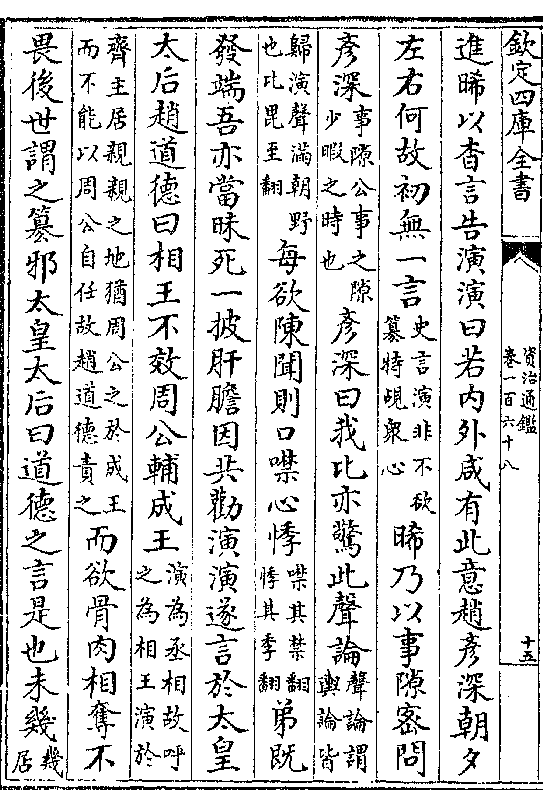 欽定四庫全書
資治通鑑
卷一百六十八
十五
進晞以杳言告演演曰若内外咸有此意趙彦深朝夕
左右何故初無一言史言演非不欲簒特覘衆心晞乃以事隙密問
彦深事隙公事之隙少暇之時也彦深曰我比亦驚此聲論聲論謂輿論皆
歸演聲滿朝野也比毘至翻每欲陳聞則口噤心悸噤其禁翻悸其季翻弟既
發端吾亦當昧死一披肝膽因共勸演演遂言於太皇
太后趙道德曰相王不效周公輔成王演為丞相故呼之為相王演於
齊主居親親之地猶周公之於成王而不能以周公自任故趙道德責之而欲骨肉相奪不
畏後世謂之簒邪太皇太后曰道德之言是也未幾幾居